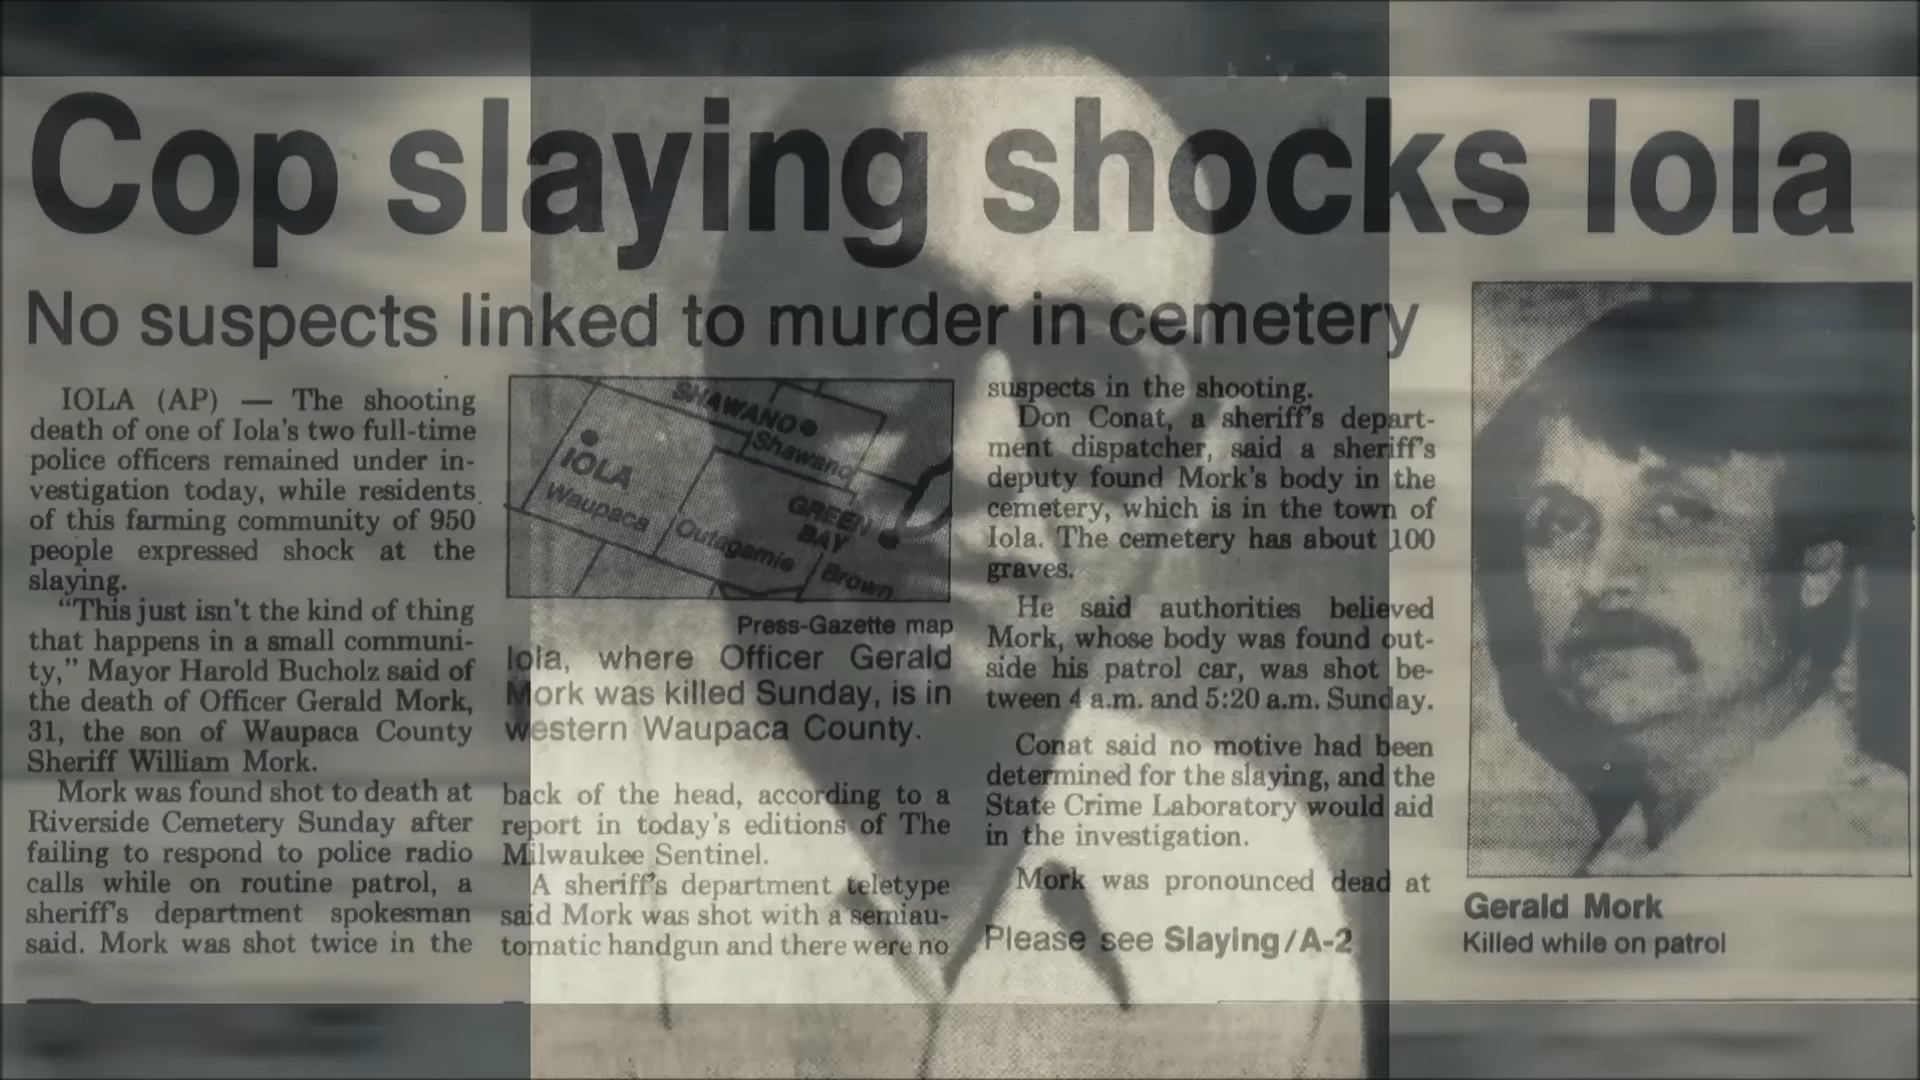 Cop slaying shocks Iola
No suspects linked to murder in cemetery
IOLA (AP) — The shooting
death of one of Iola's two full-time
police officers remained under in-
vestigation today, while residents
of this farming community of 950
people expressed shock at the
slaying.
“This just isn't the kind of thing
that happens in a small communi-
ty,” Mayor Harold Bucholz said of
the death of Officer Gerald Mork,
31, the son of Waupaca County
Sheriff William Mork.
Mork was found shot to death at
Riverside Cemetery Sunday after
failing to respond to police radio
calls while on routine patrol, a
sheriff's department spokesman
said. Mork was shot twice in the
SHAWANO
Shawano
IOLA
Waupaca
GREEN
BAY
Outagamie
Brown
Press-Gazette map
Iola, where Officer Gerald
Mork was killed Sunday, is in
western Waupaca County.
back of the head, according to a
report in today's editions of The
Milwaukee Sentinel.
A sheriff's department teletype
said Mork was shot with a semiau-
tomatic handgun and there were no
suspects in the shooting.
Don Conat, a sheriff's depart-
ment dispatcher, said a sheriff's
deputy found Mork's body in the
cemetery, which is in the town of
Iola. The cemetery has about 100
graves.
He said authorities believed
Mork, whose body was found out-
side his patrol car, was shot be-
tween 4 a.m. and 5:20 a.m. Sunday.
Conat said no motive had been
determined for the slaying, and the
State Crime Laboratory would aid
in the investigation.
Mork was pronounced dead at
Please see Slaying/A-2
Gerald Mork
Killed while on patrol